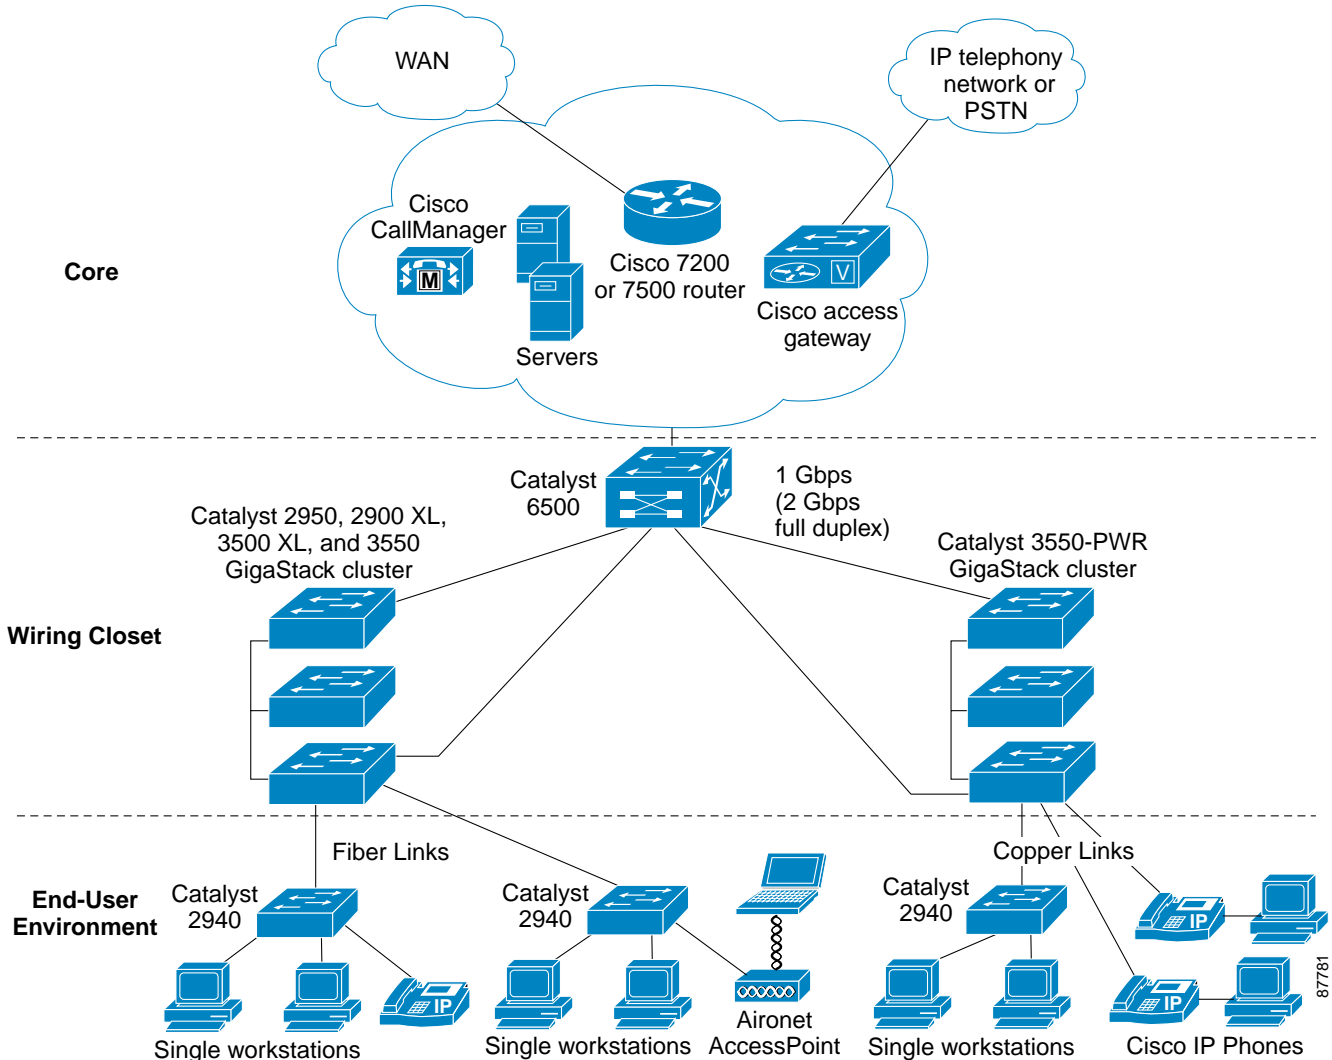 WAN
IP telephony
network or
PSTN
Cisco
CallManager
M
Core
Cisco 7200
or 7500 router
V
Cisco access
gateway
Servers
Catalyst
6500
1 Gbps
(2 Gbps
full duplex)
Catalyst 2950, 2900 XL,
3500 XL, and 3550
GigaStack cluster
Catalyst 3550-PWR
GigaStack cluster
Wiring Closet
Fiber Links
Copper Links
End-User
Environment
Catalyst
2940
Catalyst
2940
Catalyst
2940
IP
IP
IP
Single workstations
Single workstations
Aironet
AccessPoint
Single workstations
Cisco IP Phones
87781